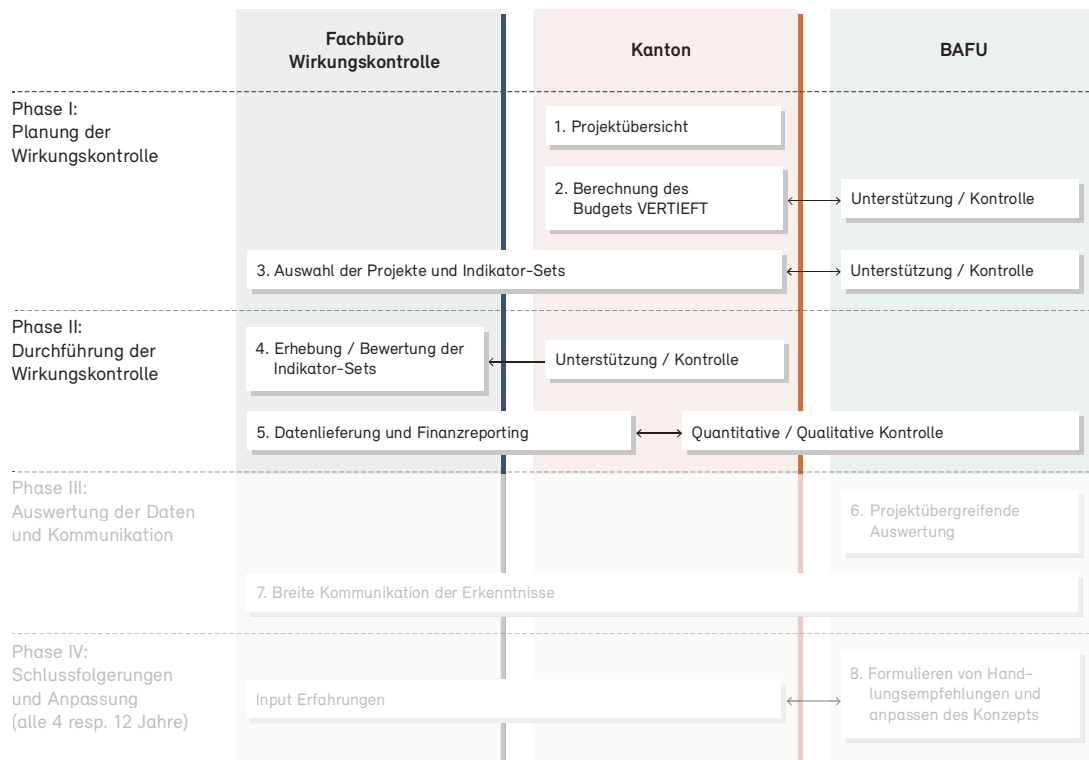 Fachbüro
Wirkungskontrolle
Kanton
BAFU
Phase I:
Planung der
Wirkungskontrolle
1. Projektübersicht
2. Berechnung des
Budgets VERTIEFT
Unterstützung / Kontrolle
3. Auswahl der Projekte und Indikator-Sets
Unterstützung / Kontrolle
Phase II:
Durchführung der
Wirkungskontrolle
4. Erhebung / Bewertung der
Indikator-Sets
Unterstützung / Kontrolle
5. Datenlieferung und Finanzreporting
Quantitative / Qualitative Kontrolle
Phase III:
Auswertung der Daten
und Kommunikation
6. Projektübergreifende
Auswertung
7. Breite Kommunikation der Erkenntnisse
Phase IV:
Schlussfolgerungen
und Anpassung
(alle 4 resp. 12 Jahre)
Input Erfahrungen
8. Formulieren von Hand-
lungsempfehlungen und
anpassen des Konzepts